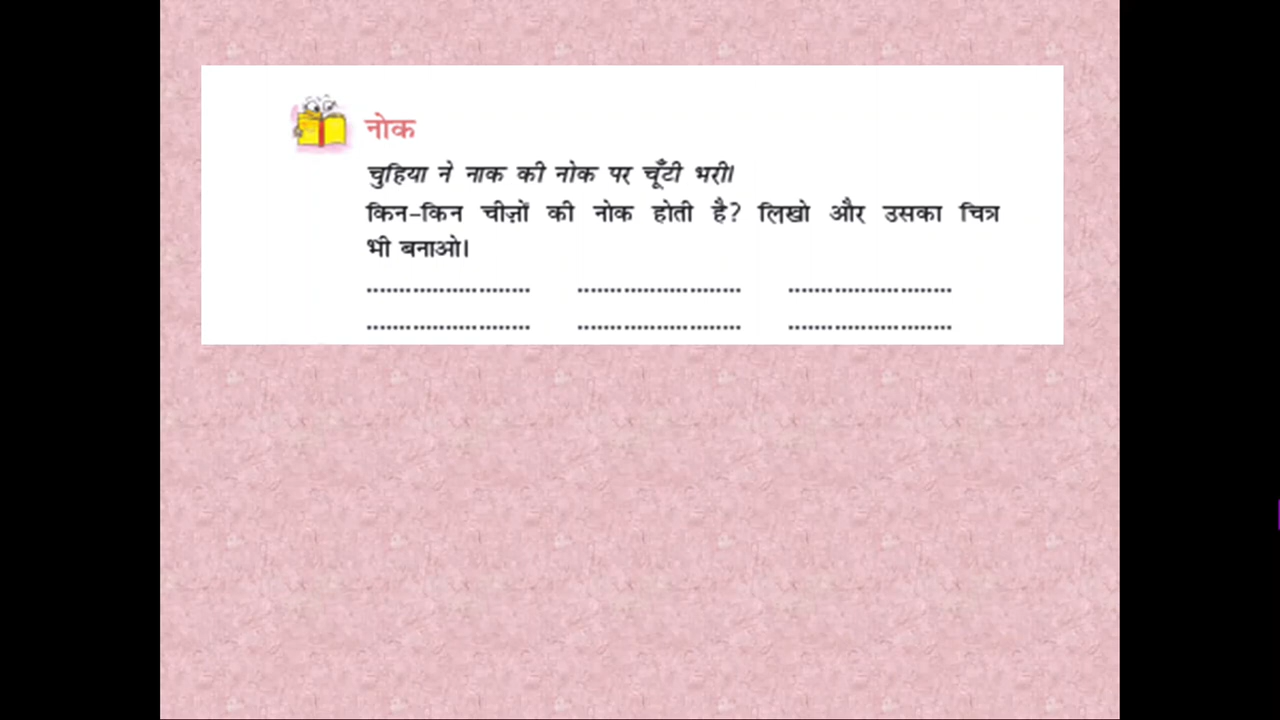 नोक
चुहिया ने नाक की नोक पर चूँटी भरी।
किन-किन चीज़ों की नोक होती है? लिखो और उसका चित्र
भी बनाओ।
......................... ......................... .........................
......................... ......................... .........................